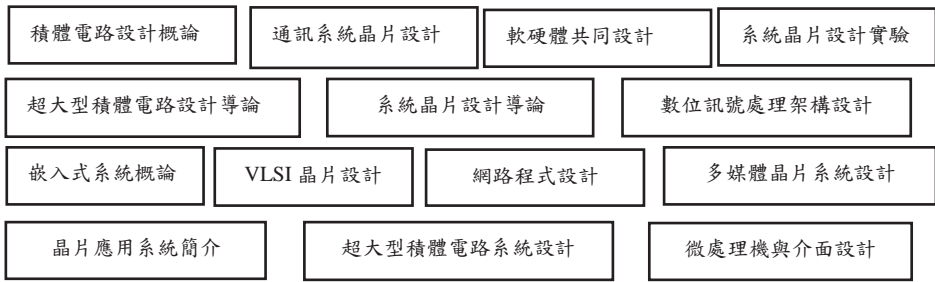 積體電路設計概論 通訊系統晶片設計 軟硬體共同設計 系統晶片設計實驗
超大型積體電路設計導論 系統晶片設計導論 數位訊號處理架構設計
嵌入式系統概論 VLSI 晶片設計 網路程式設計 多媒體晶片系統設計
晶片應用系統簡介 超大型積體電路系統設計 微處理機與介面設計